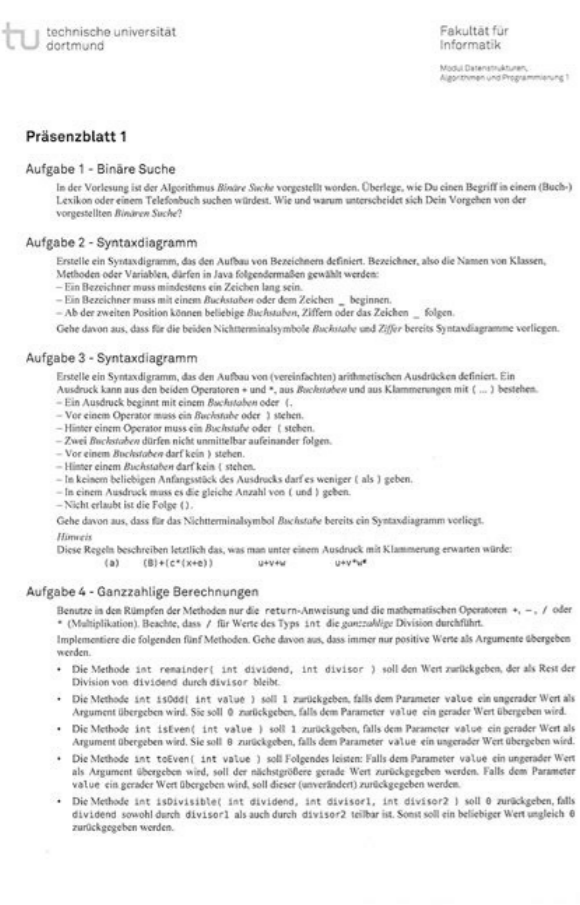 technische universität
dortmund
Fakultät für
Informatik
Modul Datenstrukturen,
Algorithmen und Programmierung 1
Präsenzblatt 1
Aufgabe 1 - Binäre Suche
In der Vorlesung ist der Algorithmus Binäre Suche vorgestellt worden. Überlege, wie Du einen Begriff in einem (Buch-)
Lexikon oder einem Telefonbuch suchen würdest. Wie und warum unterscheidet sich Dein Vorgehen von der
vorgestellten Binären Suche?
Aufgabe 2 - Syntaxdiagramm
Erstelle ein Syntaxdigramm, das den Aufbau von Bezeichnern definiert. Bezeichner, also die Namen von Klassen,
Methoden oder Variablen, dürfen in Java folgendermaßen gewählt werden:
– Ein Bezeichner muss mindestens ein Zeichen lang sein.
– Ein Bezeichner muss mit einem Buchstaben oder dem Zeichen _ beginnen.
– Ab der zweiten Position können beliebige Buchstaben, Ziffern oder das Zeichen _ folgen.
Gehe davon aus, dass für die beiden Nichtterminalsymbole Buchstabe und Ziffer bereits Syntaxdiagramme vorliegen.
Aufgabe 3 - Syntaxdiagramm
Erstelle ein Syntaxdigramm, das den Aufbau von (vereinfachten) arithmetischen Ausdrücken definiert. Ein
Ausdruck kann aus den beiden Operatoren + und *, aus Buchstaben und aus Klammerungen mit ( ... ) bestehen.
– Ein Ausdruck beginnt mit einem Buchstaben oder (.
– Vor einem Operator muss ein Buchstabe oder ) stehen.
– Hinter einem Operator muss ein Buchstabe oder ( stehen.
– Zwei Buchstaben dürfen nicht unmittelbar aufeinander folgen.
– Vor einem Buchstaben darf kein ) stehen.
– Hinter einem Buchstaben darf kein ( stehen.
– In keinem beliebigen Anfangsstück des Ausdrucks darf es weniger ( als ) geben.
– In einem Ausdruck muss es die gleiche Anzahl von ( und ) geben.
– Nicht erlaubt ist die Folge ().
Gehe davon aus, dass für das Nichtterminalsymbol Buchstabe bereits ein Syntaxdiagramm vorliegt.
Hinweis
Diese Regeln beschreiben letztlich das, was man unter einem Ausdruck mit Klammerung erwarten würde:
(a) (B)+(c*(x+e)) u+v+w u+v*w*
Aufgabe 4 - Ganzzahlige Berechnungen
Benutze in den Rümpfen der Methoden nur die return-Anweisung und die mathematischen Operatoren +, –, / oder
* (Multiplikation). Beachte, dass / für Werte des Typs int die ganzzahlige Division durchführt.
Implementiere die folgenden fünf Methoden. Gehe davon aus, dass immer nur positive Werte als Argumente übergeben
werden.
• Die Methode int remainder( int dividend, int divisor ) soll den Wert zurückgeben, der als Rest der
Division von dividend durch divisor bleibt.
• Die Methode int isOdd( int value ) soll 1 zurückgeben, falls dem Parameter value ein ungerader Wert als
Argument übergeben wird. Sie soll 0 zurückgeben, falls dem Parameter value ein gerader Wert übergeben wird.
• Die Methode int isEven( int value ) soll 1 zurückgeben, falls dem Parameter value ein gerader Wert als
Argument übergeben wird. Sie soll 0 zurückgeben, falls dem Parameter value ein ungerader Wert übergeben wird.
• Die Methode int toEven( int value ) soll Folgendes leisten: Falls dem Parameter value ein ungerader Wert
als Argument übergeben wird, soll der nächstgrößere gerade Wert zurückgegeben werden. Falls dem Parameter
value ein gerader Wert übergeben wird, soll dieser (unverändert) zurückgegeben werden.
• Die Methode int isDivisible( int dividend, int divisor1, int divisor2 ) soll 0 zurückgeben, falls
dividend sowohl durch divisor1 als auch durch divisor2 teilbar ist. Sonst soll ein beliebiger Wert ungleich 0
zurückgegeben werden.